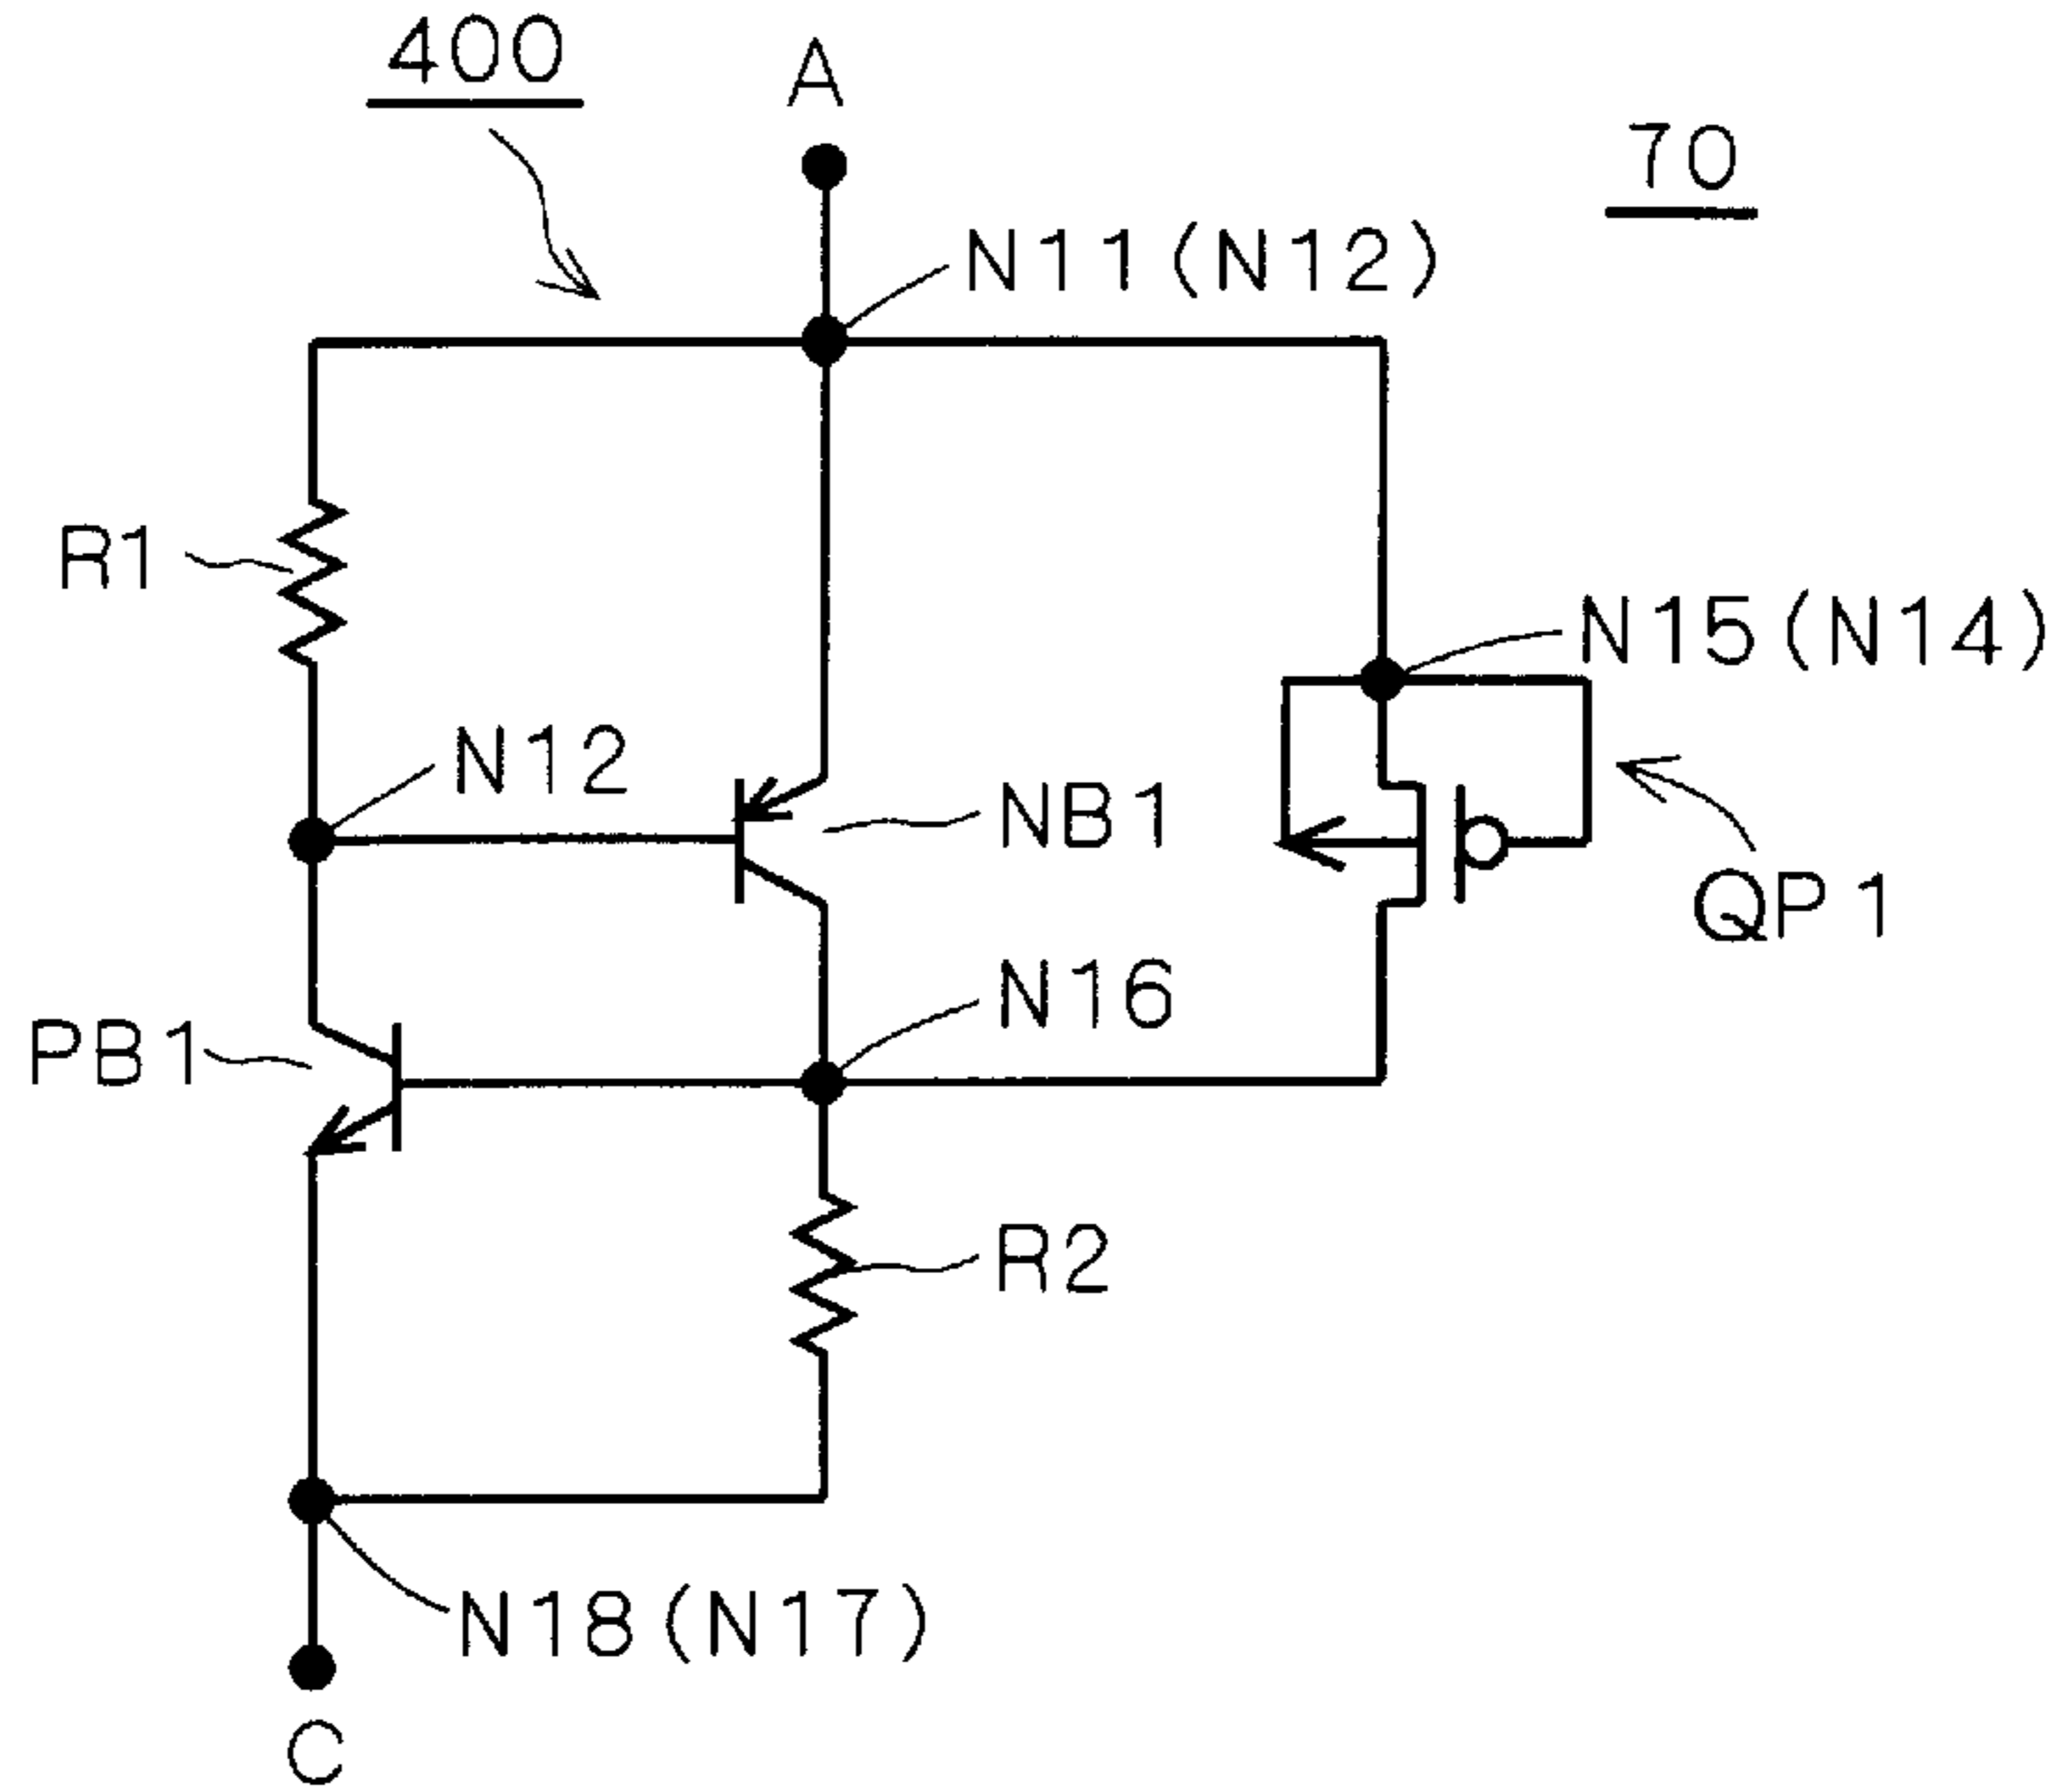 400
A
70
N11(N12)
R1
N15(N14)
N12
NB1
QP1
N16
PB1
R2
N18(N17)
C